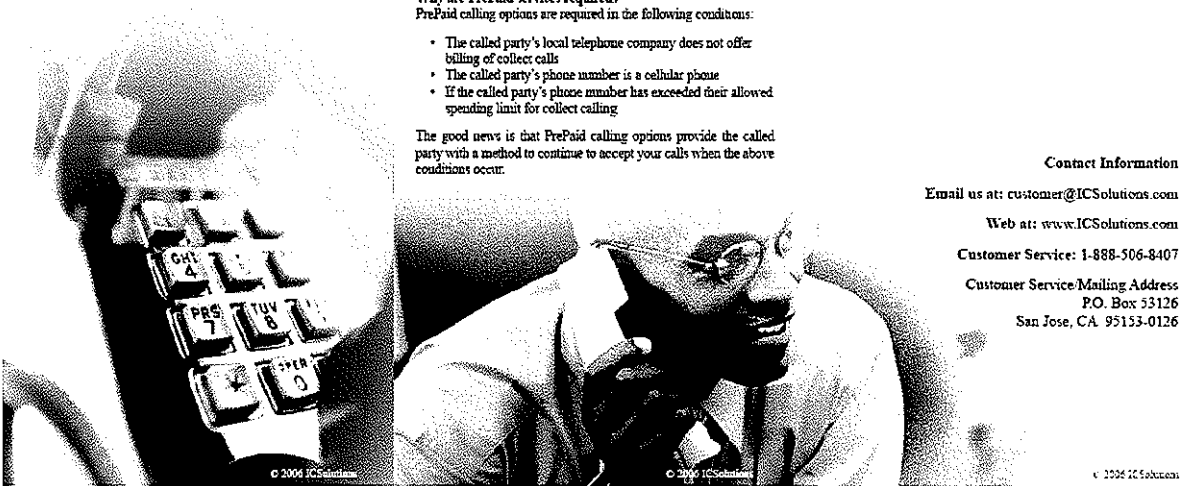 Why are PrePaid services required?
PrePaid calling options are required in the following conditions:
• The called party's local telephone company does not offer
billing of collect calls
• The called party's phone number is a cellular phone
• If the called party's phone number has exceeded their allowed
spending limit for collect calling
The good news is that PrePaid calling options provide the called
party with a method to continue to accept your calls when the above
conditions occur.
Contact Information
Email us at: customer@ICSolutions.com
Web at: www.ICSolutions.com
Customer Service: 1-888-506-8407
Customer Service/Mailing Address
P.O. Box 53126
San Jose, CA 95153-0126
GHI
4
PRS
7
TUV
8
*
OPER
0
© 2006 ICSolutions
© 2006 ICSolutions
© 2006 ICSolutions